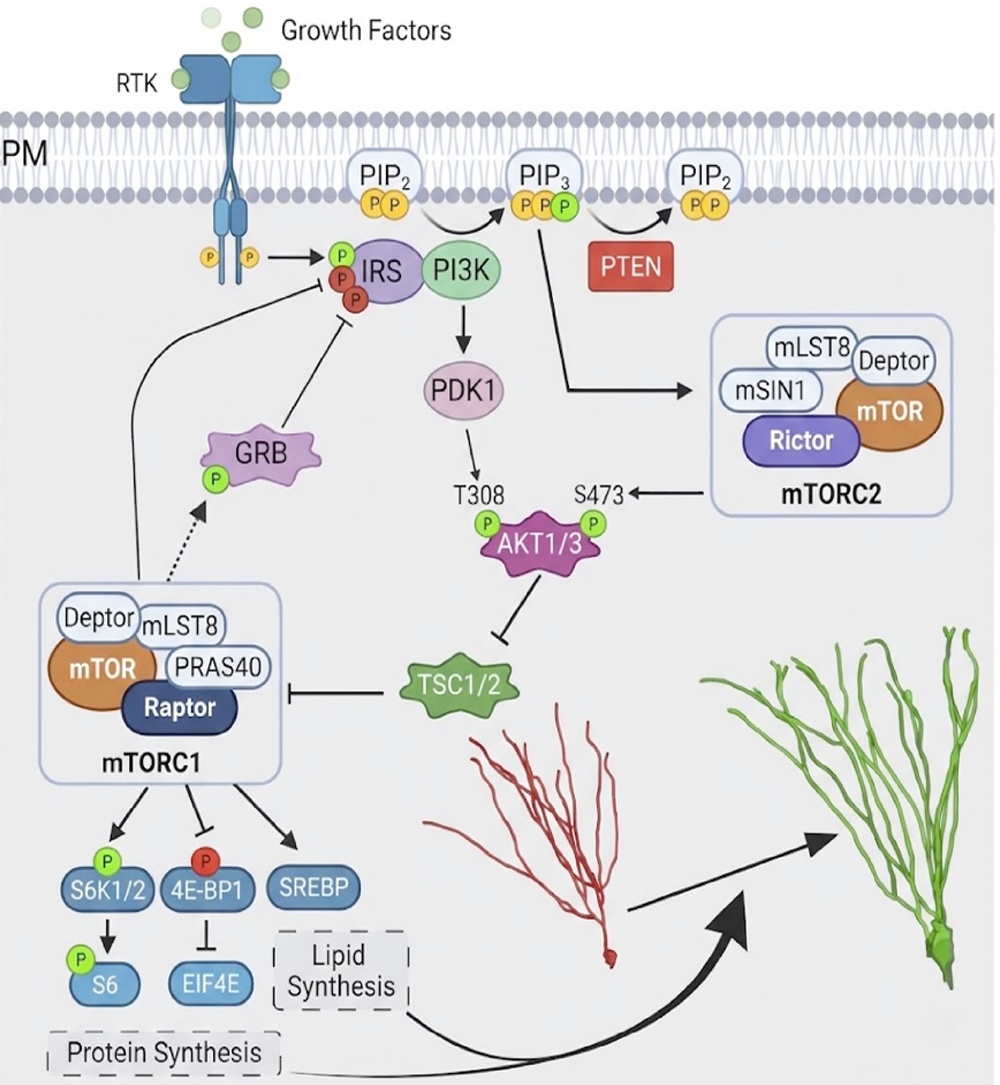 Growth Factors
RTK
PM
PIP2
PIP3
PIP2
P P
P P P
P P
P
P
P
P
P
IRS
PI3K
PTEN
PDK1
mLST8
Deptor
mSIN1
mTOR
Rictor
mTORC2
GRB
P
T308
S473
P
P
AKT1/3
Deptor
mLST8
mTOR
PRAS40
Raptor
mTORC1
TSC1/2
P
P
S6K1/2
4E-BP1
SREBP
P
S6
EIF4E
Lipid
Synthesis
Protein Synthesis